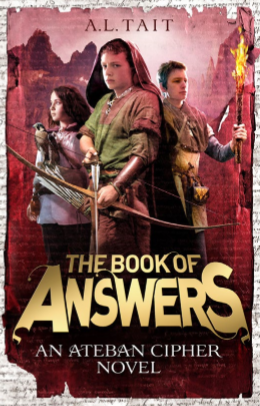 A.L. TAIT
THE BOOK OF
ANSWERS
AN ATEBAN CIPHER
NOVEL